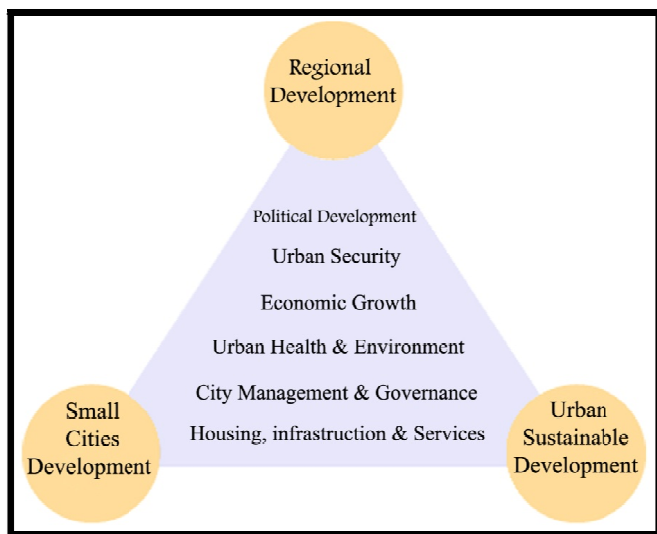 Regional
Development
Political Development
Urban Security
Economic Growth
Urban Health & Environment
City Management & Governance
Housing, infrastruction & Services
Small
Cities
Development
Urban
Sustainable
Development